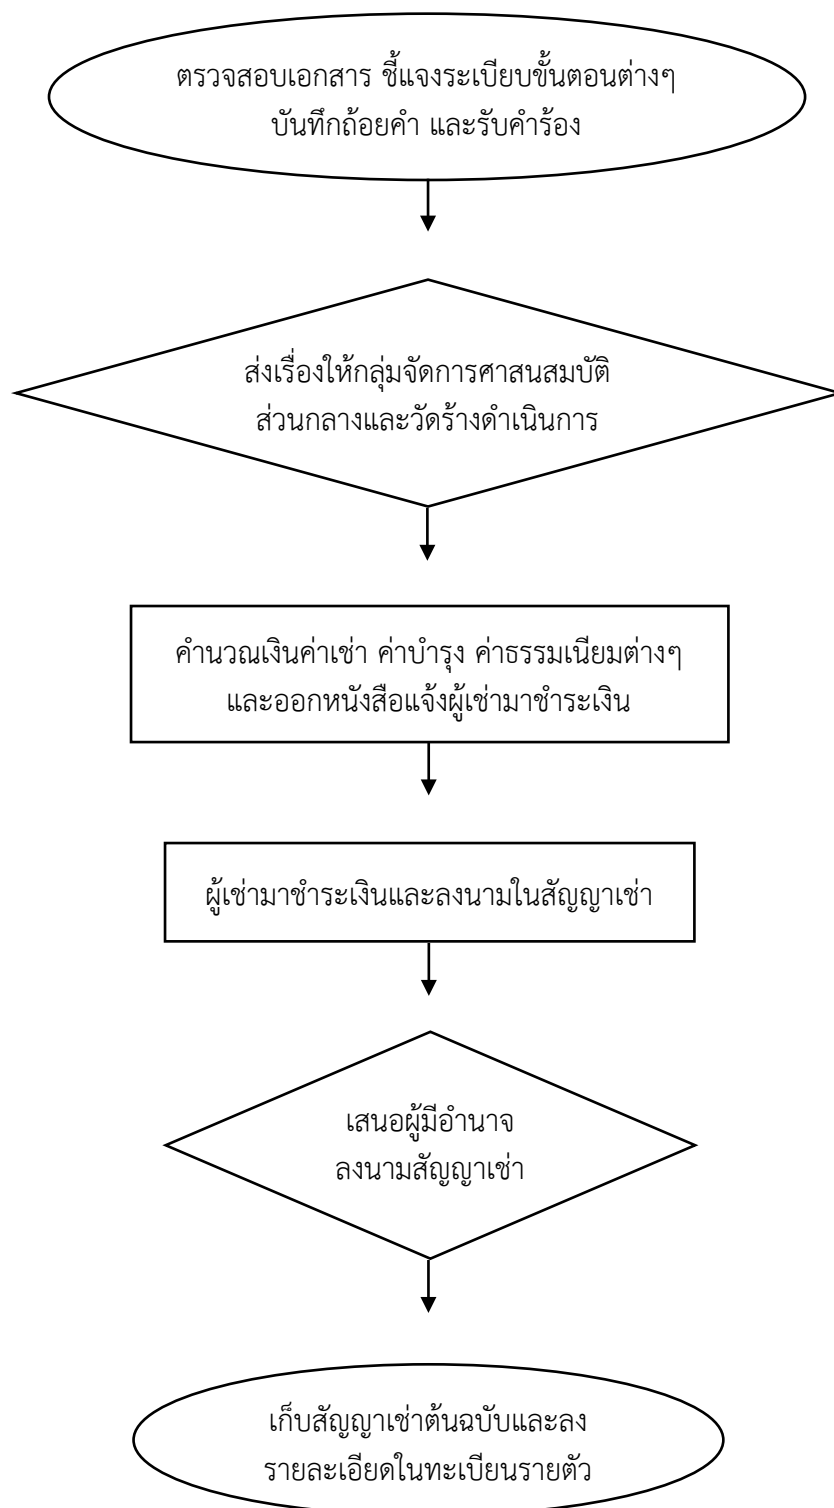 ตรวจสอบเอกสาร ชี้แจงระเบียบขั้นตอนต่างๆ
บันทึกถ้อยคำ และรับคำร้อง
ส่งเรื่องให้กลุ่มจัดการศาสนสมบัติ
ส่วนกลางและวัดร้างดำเนินการ
คำนวณเงินค่าเช่า ค่าบำรุง ค่าธรรมเนียมต่างๆ
และออกหนังสือแจ้งผู้เช่ามาชำระเงิน
ผู้เช่ามาชำระเงินและลงนามในสัญญาเช่า
เสนอผู้มีอำนาจ
ลงนามสัญญาเช่า
เก็บสัญญาเช่าต้นฉบับและลง
รายละเอียดในทะเบียนรายตัว